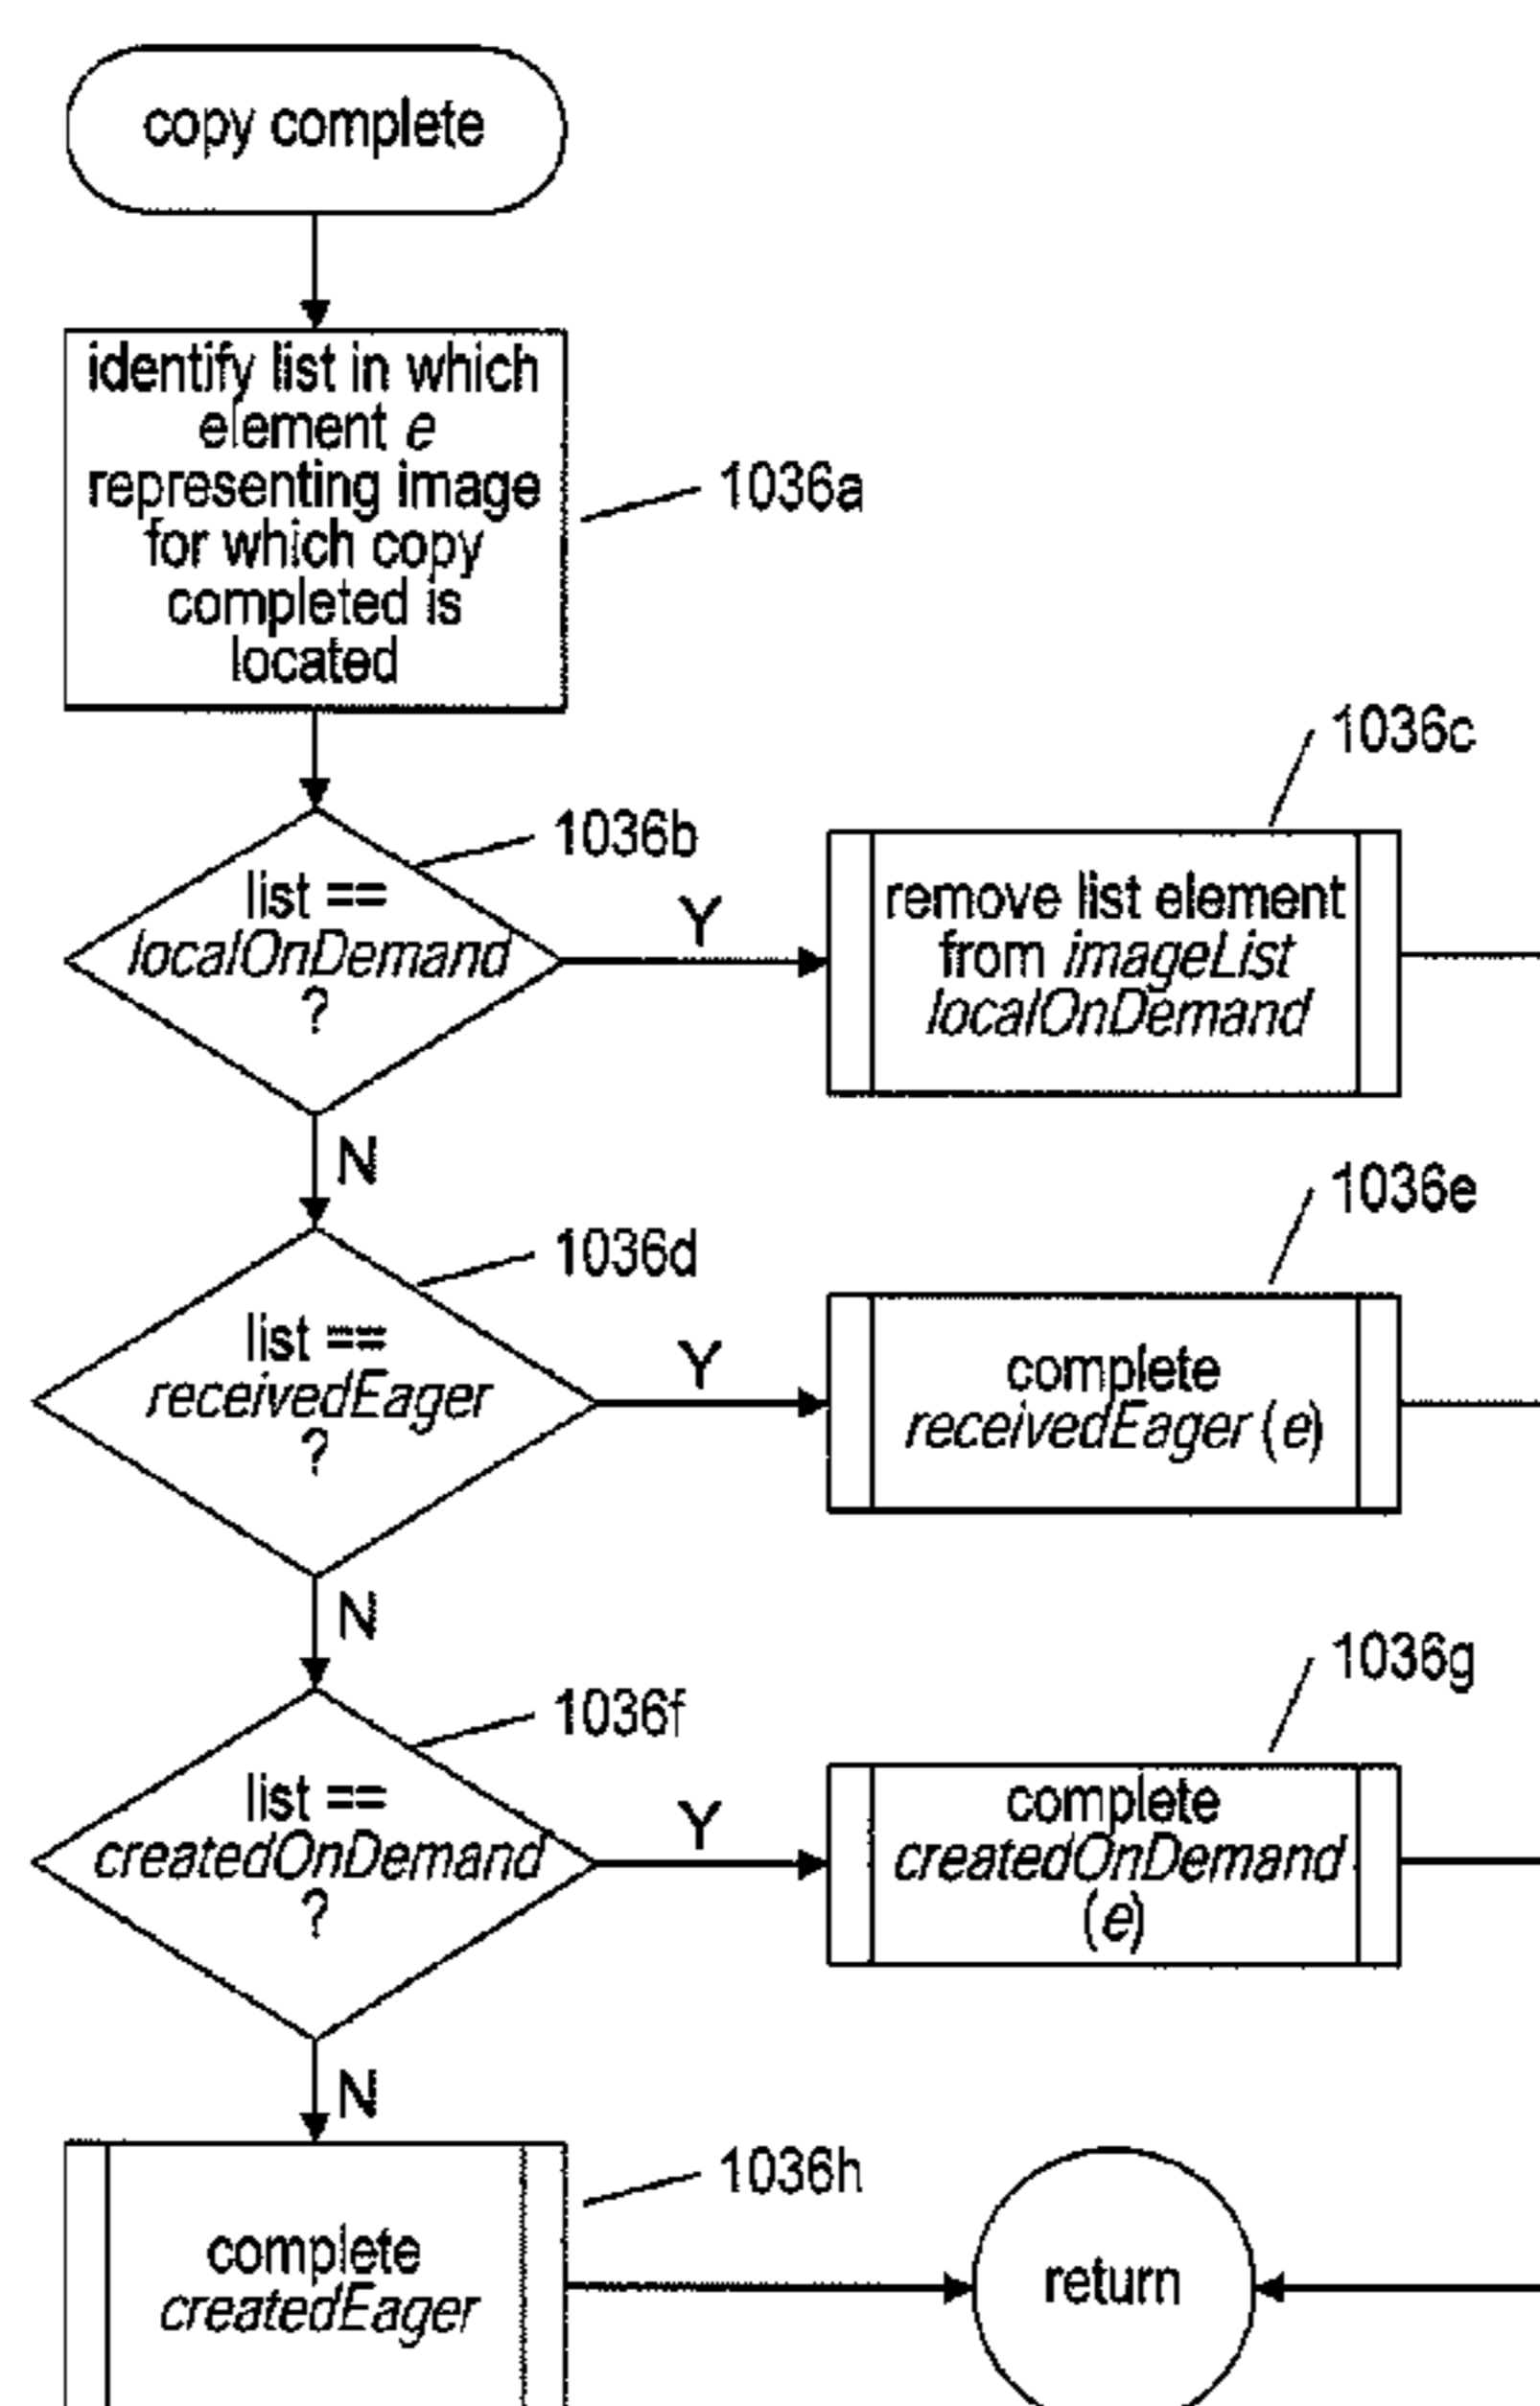 copy complete
identify list in which
element e
representing image
for which copy
completed is
located
1036a
list ==
localOnDemand
?
1036b
Y
N
remove list element
from imageList
localOnDemand
1036c
list ==
receivedEager
?
1036d
Y
N
complete
receivedEager (e)
1036e
list ==
createdOnDemand
?
1036f
Y
N
complete
createdOnDemand
(e)
1036g
complete
createdEager
1036h
return